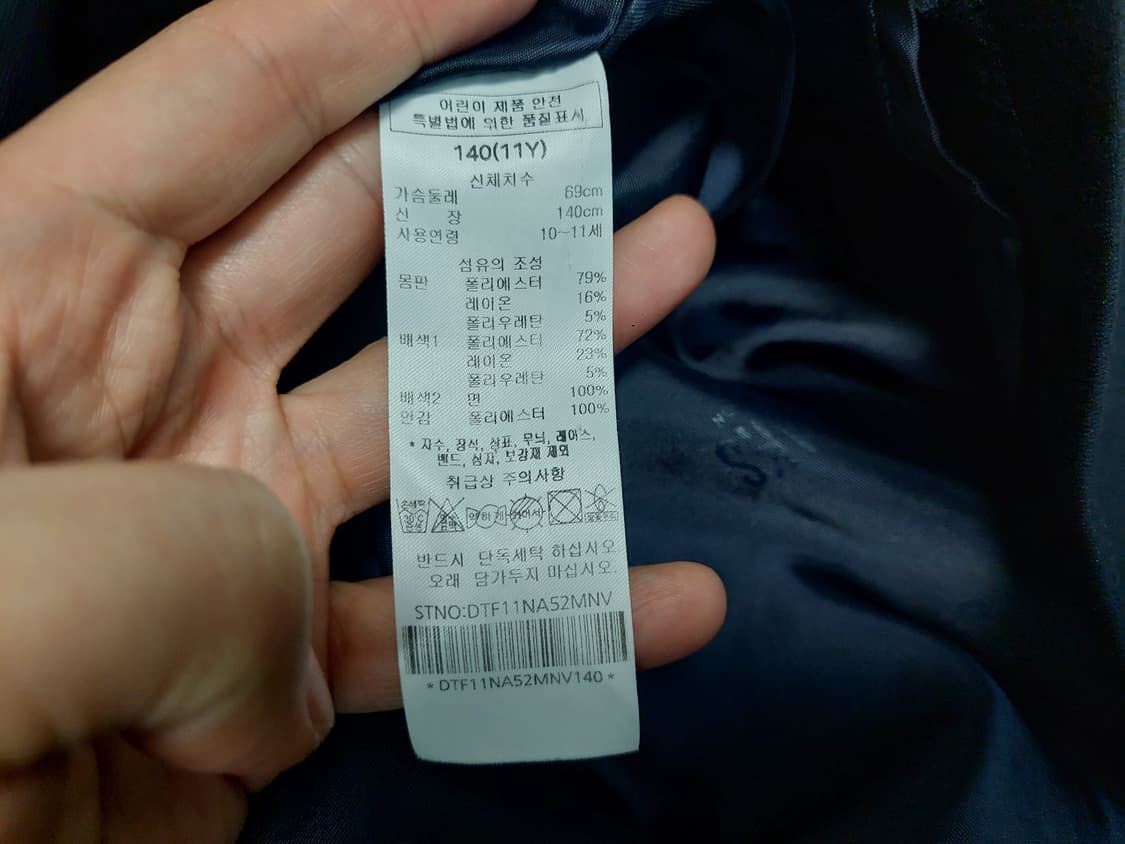 어린이 제품 안전
특별법에 의한 품질표시
140(11Y)
신체치수
가슴둘레 69cm
신 장 140cm
사용연령 10~11세
섬유의 조성
몸판 폴리에스터 79%
레이온 16%
폴리우레탄 5%
배색1 폴리에스터 72%
레이온 23%
폴리우레탄 5%
배색2 면 100%
안감 폴리에스터 100%
* 자수, 장식, 상표, 무늬, 레이스,
밴드, 심지, 보강재 제외
취급상 주의사항
손세탁
약하게
반드시 단독세탁 하십시오.
오래 담가두지 마십시오.
STNO:DTF11NA52MNV
*DTF11NA52MNV140*